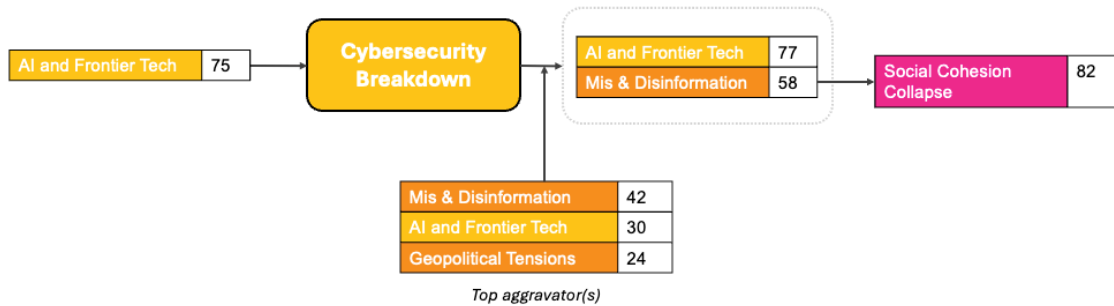 AI and Frontier Tech 75
Cybersecurity
Breakdown
AI and Frontier Tech 77
Mis & Disinformation 58
Social Cohesion 82
Collapse
Mis & Disinformation 42
AI and Frontier Tech 30
Geopolitical Tensions 24
Top aggravator(s)